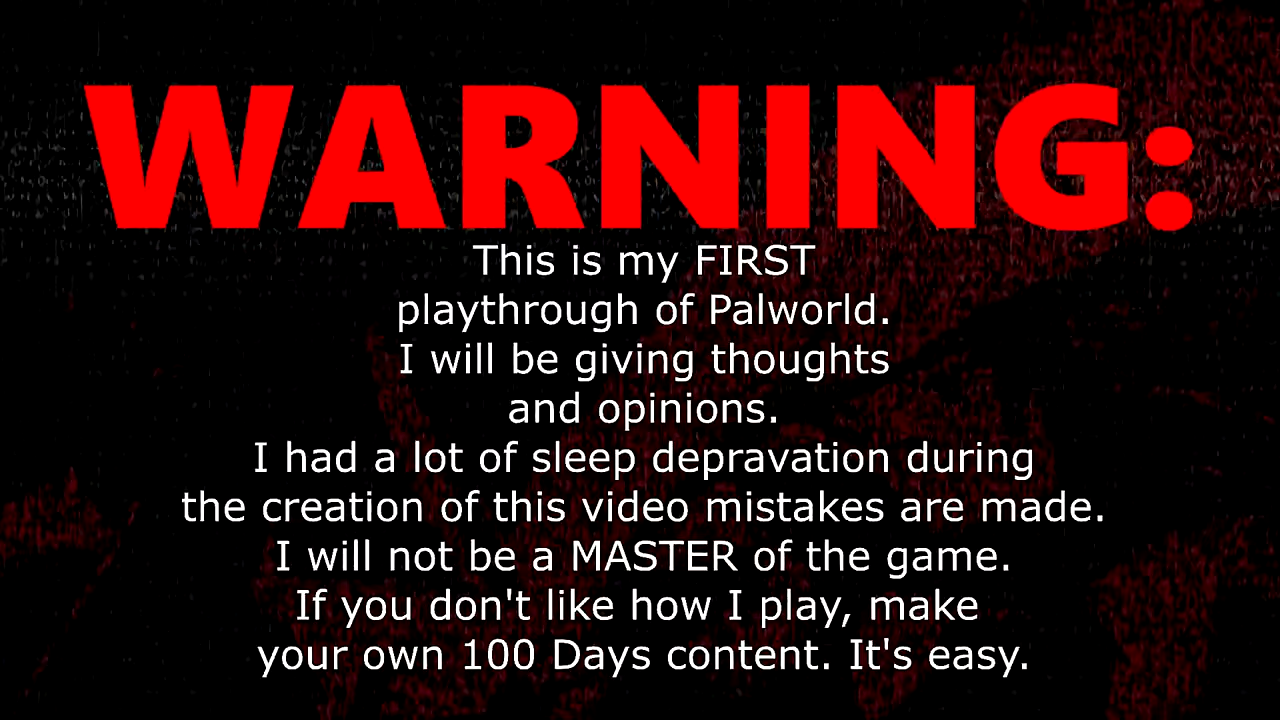 WARNING:
This is my FIRST
playthrough of Palworld.
I will be giving thoughts
and opinions.
I had a lot of sleep depravation during
the creation of this video mistakes are made.
I will not be a MASTER of the game.
If you don't like how I play, make
your own 100 Days content. It's easy.